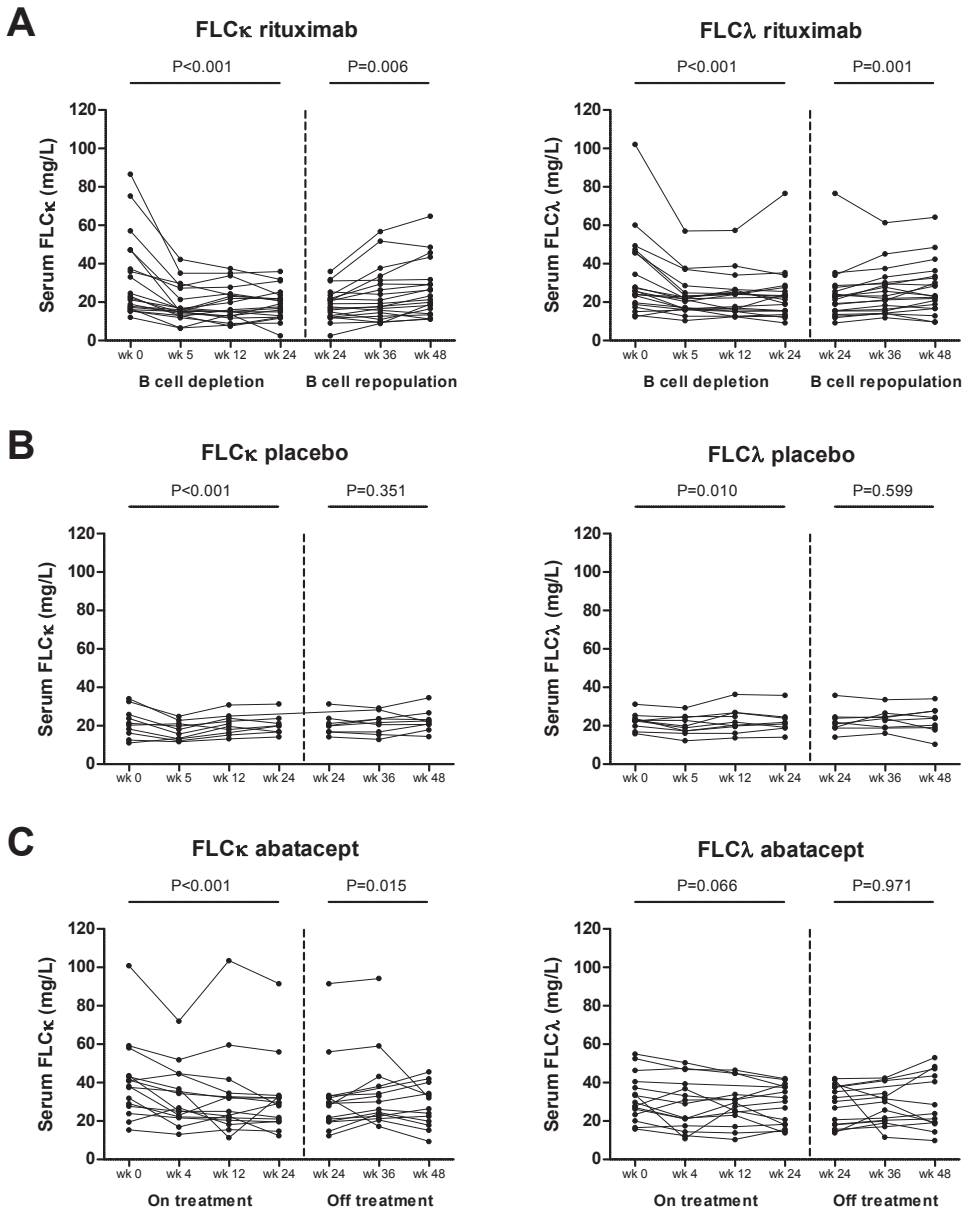 A
FLCκ rituximab
P<0.001
P=0.006
Serum FLCκ (mg/L)
120
100
80
60
40
20
0
wk 0
wk 5
wk 12
wk 24
wk 24
wk 36
wk 48
B cell depletion
B cell repopulation
FLCλ rituximab
P<0.001
P=0.001
Serum FLCλ (mg/L)
120
100
80
60
40
20
0
wk 0
wk 5
wk 12
wk 24
wk 24
wk 36
wk 48
B cell depletion
B cell repopulation
B
FLCκ placebo
P<0.001
P=0.351
Serum FLCκ (mg/L)
120
100
80
60
40
20
0
wk 0
wk 5
wk 12
wk 24
wk 24
wk 36
wk 48
FLCλ placebo
P=0.010
P=0.599
Serum FLCλ (mg/L)
120
100
80
60
40
20
0
wk 0
wk 5
wk 12
wk 24
wk 24
wk 36
wk 48
C
FLCκ abatacept
P<0.001
P=0.015
Serum FLCκ (mg/L)
120
100
80
60
40
20
0
wk 0
wk 4
wk 12
wk 24
wk 24
wk 36
wk 48
On treatment
Off treatment
FLCλ abatacept
P=0.066
P=0.971
Serum FLCλ (mg/L)
120
100
80
60
40
20
0
wk 0
wk 4
wk 12
wk 24
wk 24
wk 36
wk 48
On treatment
Off treatment